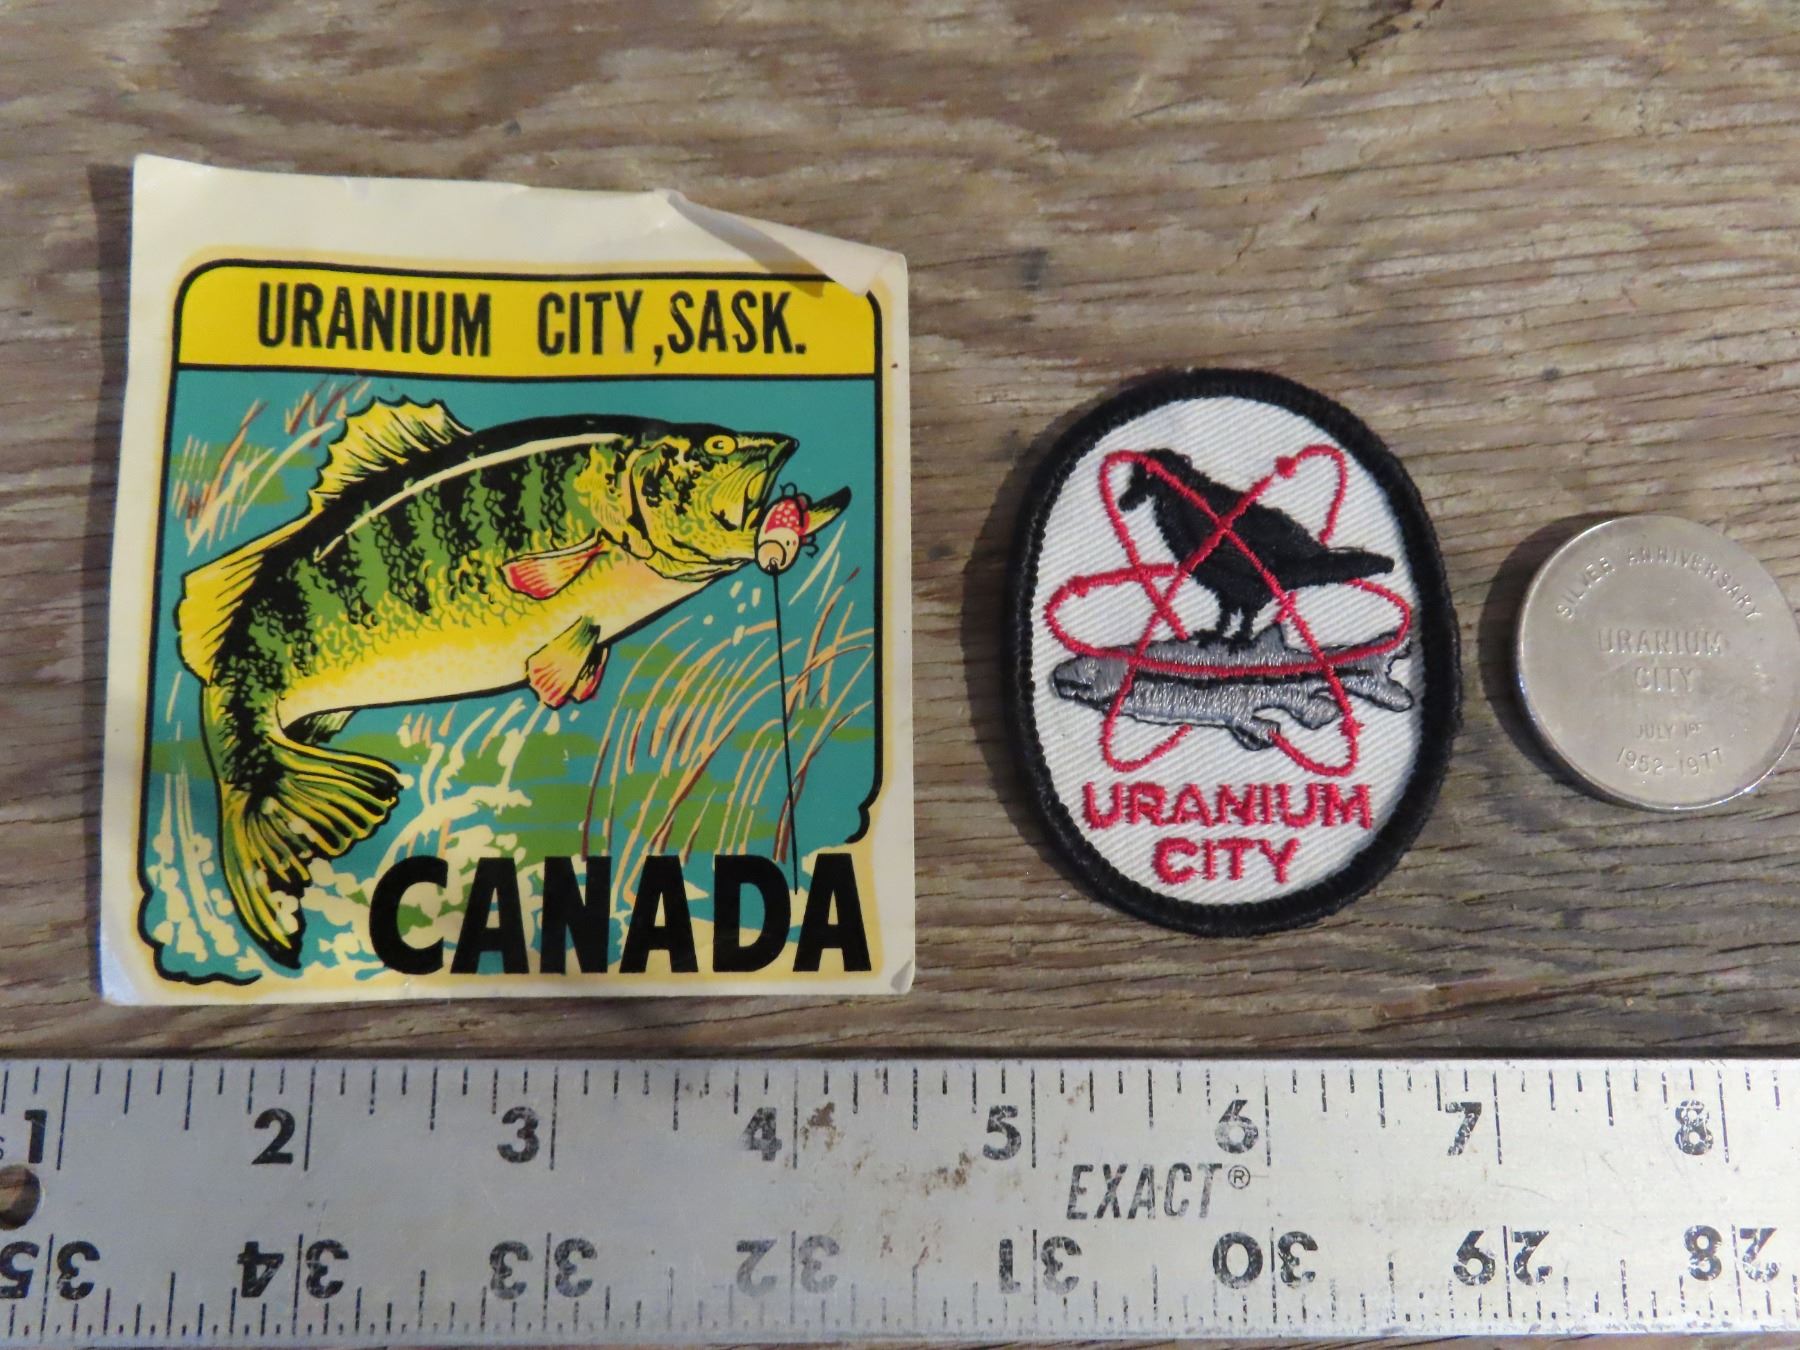 URANIUM CITY, SASK.
CANADA
URANIUM
CITY
SILVER ANNIVERSARY
URANIUM
CITY
JULY 1ST
1952-1977
1 2 3 4 5 6 7 8
EXACT®
35 34 33 32 31 30 29 28